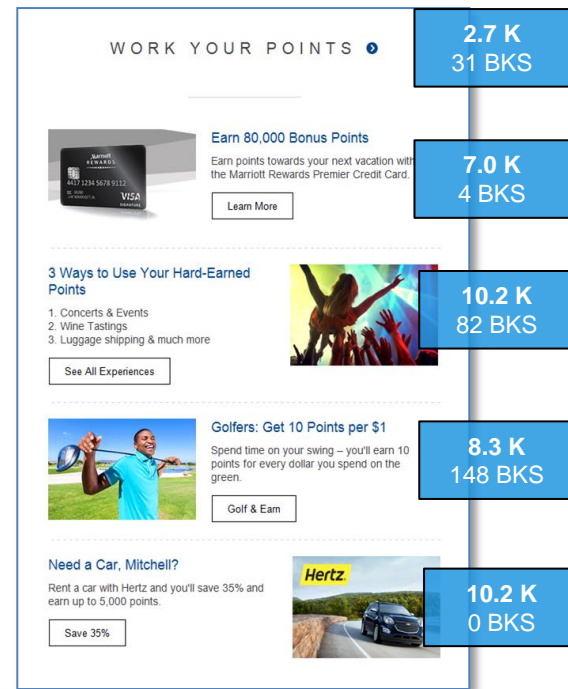 WORK YOUR POINTS
2.7 K
31 BKS
Earn 80,000 Bonus Points
Earn points towards your next vacation with
the Marriott Rewards Premier Credit Card.
Learn More
Marriott
REWARDS
4417 1234 5678 9112
VISA
SIGNATURE
7.0 K
4 BKS
3 Ways to Use Your Hard-Earned
Points
1. Concerts & Events
2. Wine Tastings
3. Luggage shipping & much more
See All Experiences
10.2 K
82 BKS
Golfers: Get 10 Points per $1
Spend time on your swing – you'll earn 10
points for every dollar you spend on the
green.
Golf & Earn
8.3 K
148 BKS
Need a Car, Mitchell?
Rent a car with Hertz and you'll save 35% and
earn up to 5,000 points.
Save 35%
Hertz.
10.2 K
0 BKS